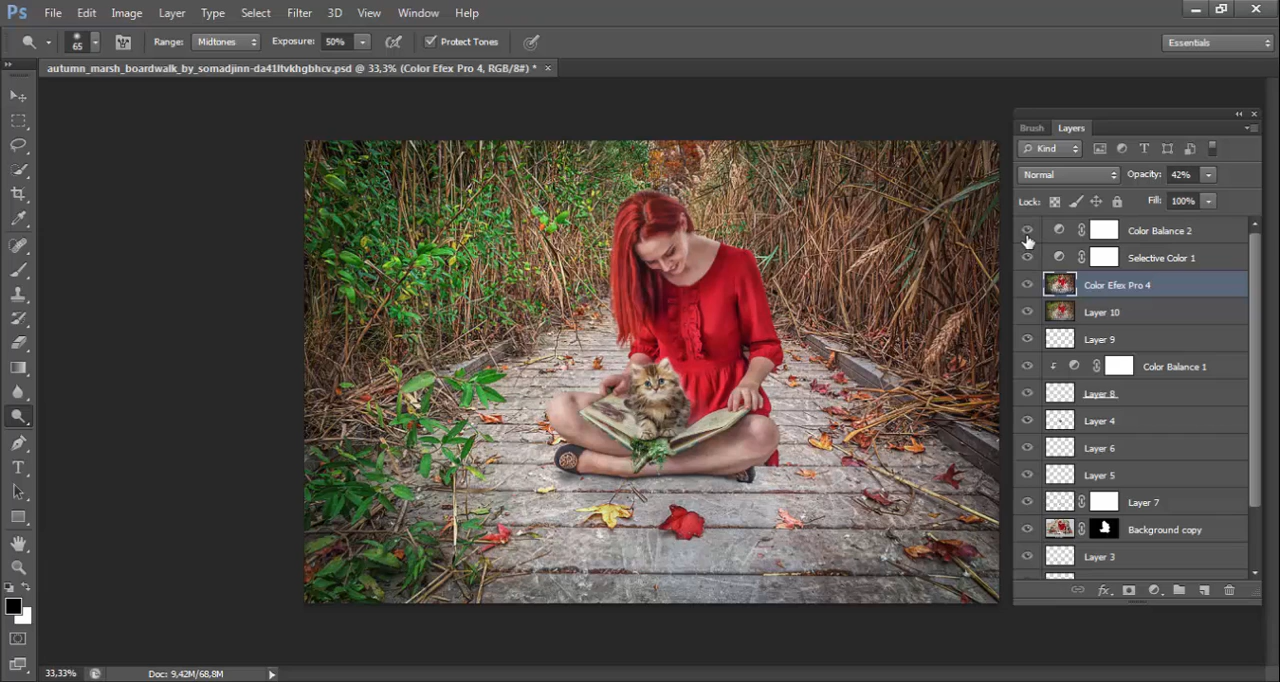 Ps File Edit Image Layer Type Select Filter 3D View Window Help
65 Range: Midtones Exposure: 50% Protect Tones Essentials
autumn_marsh_boardwalk_by_somadjinn-da41ltvkhgbhcv.psd @ 33,3% (Color Efex Pro 4, RGB/8#) *
Brush Layers
Kind
Normal Opacity: 42%
Lock: Fill: 100%
Color Balance 2
Selective Color 1
Color Efex Pro 4
Layer 10
Layer 9
Color Balance 1
Layer 8
Layer 4
Layer 6
Layer 5
Layer 7
Background copy
Layer 3
33,33% Doc: 9,42M/68,8M